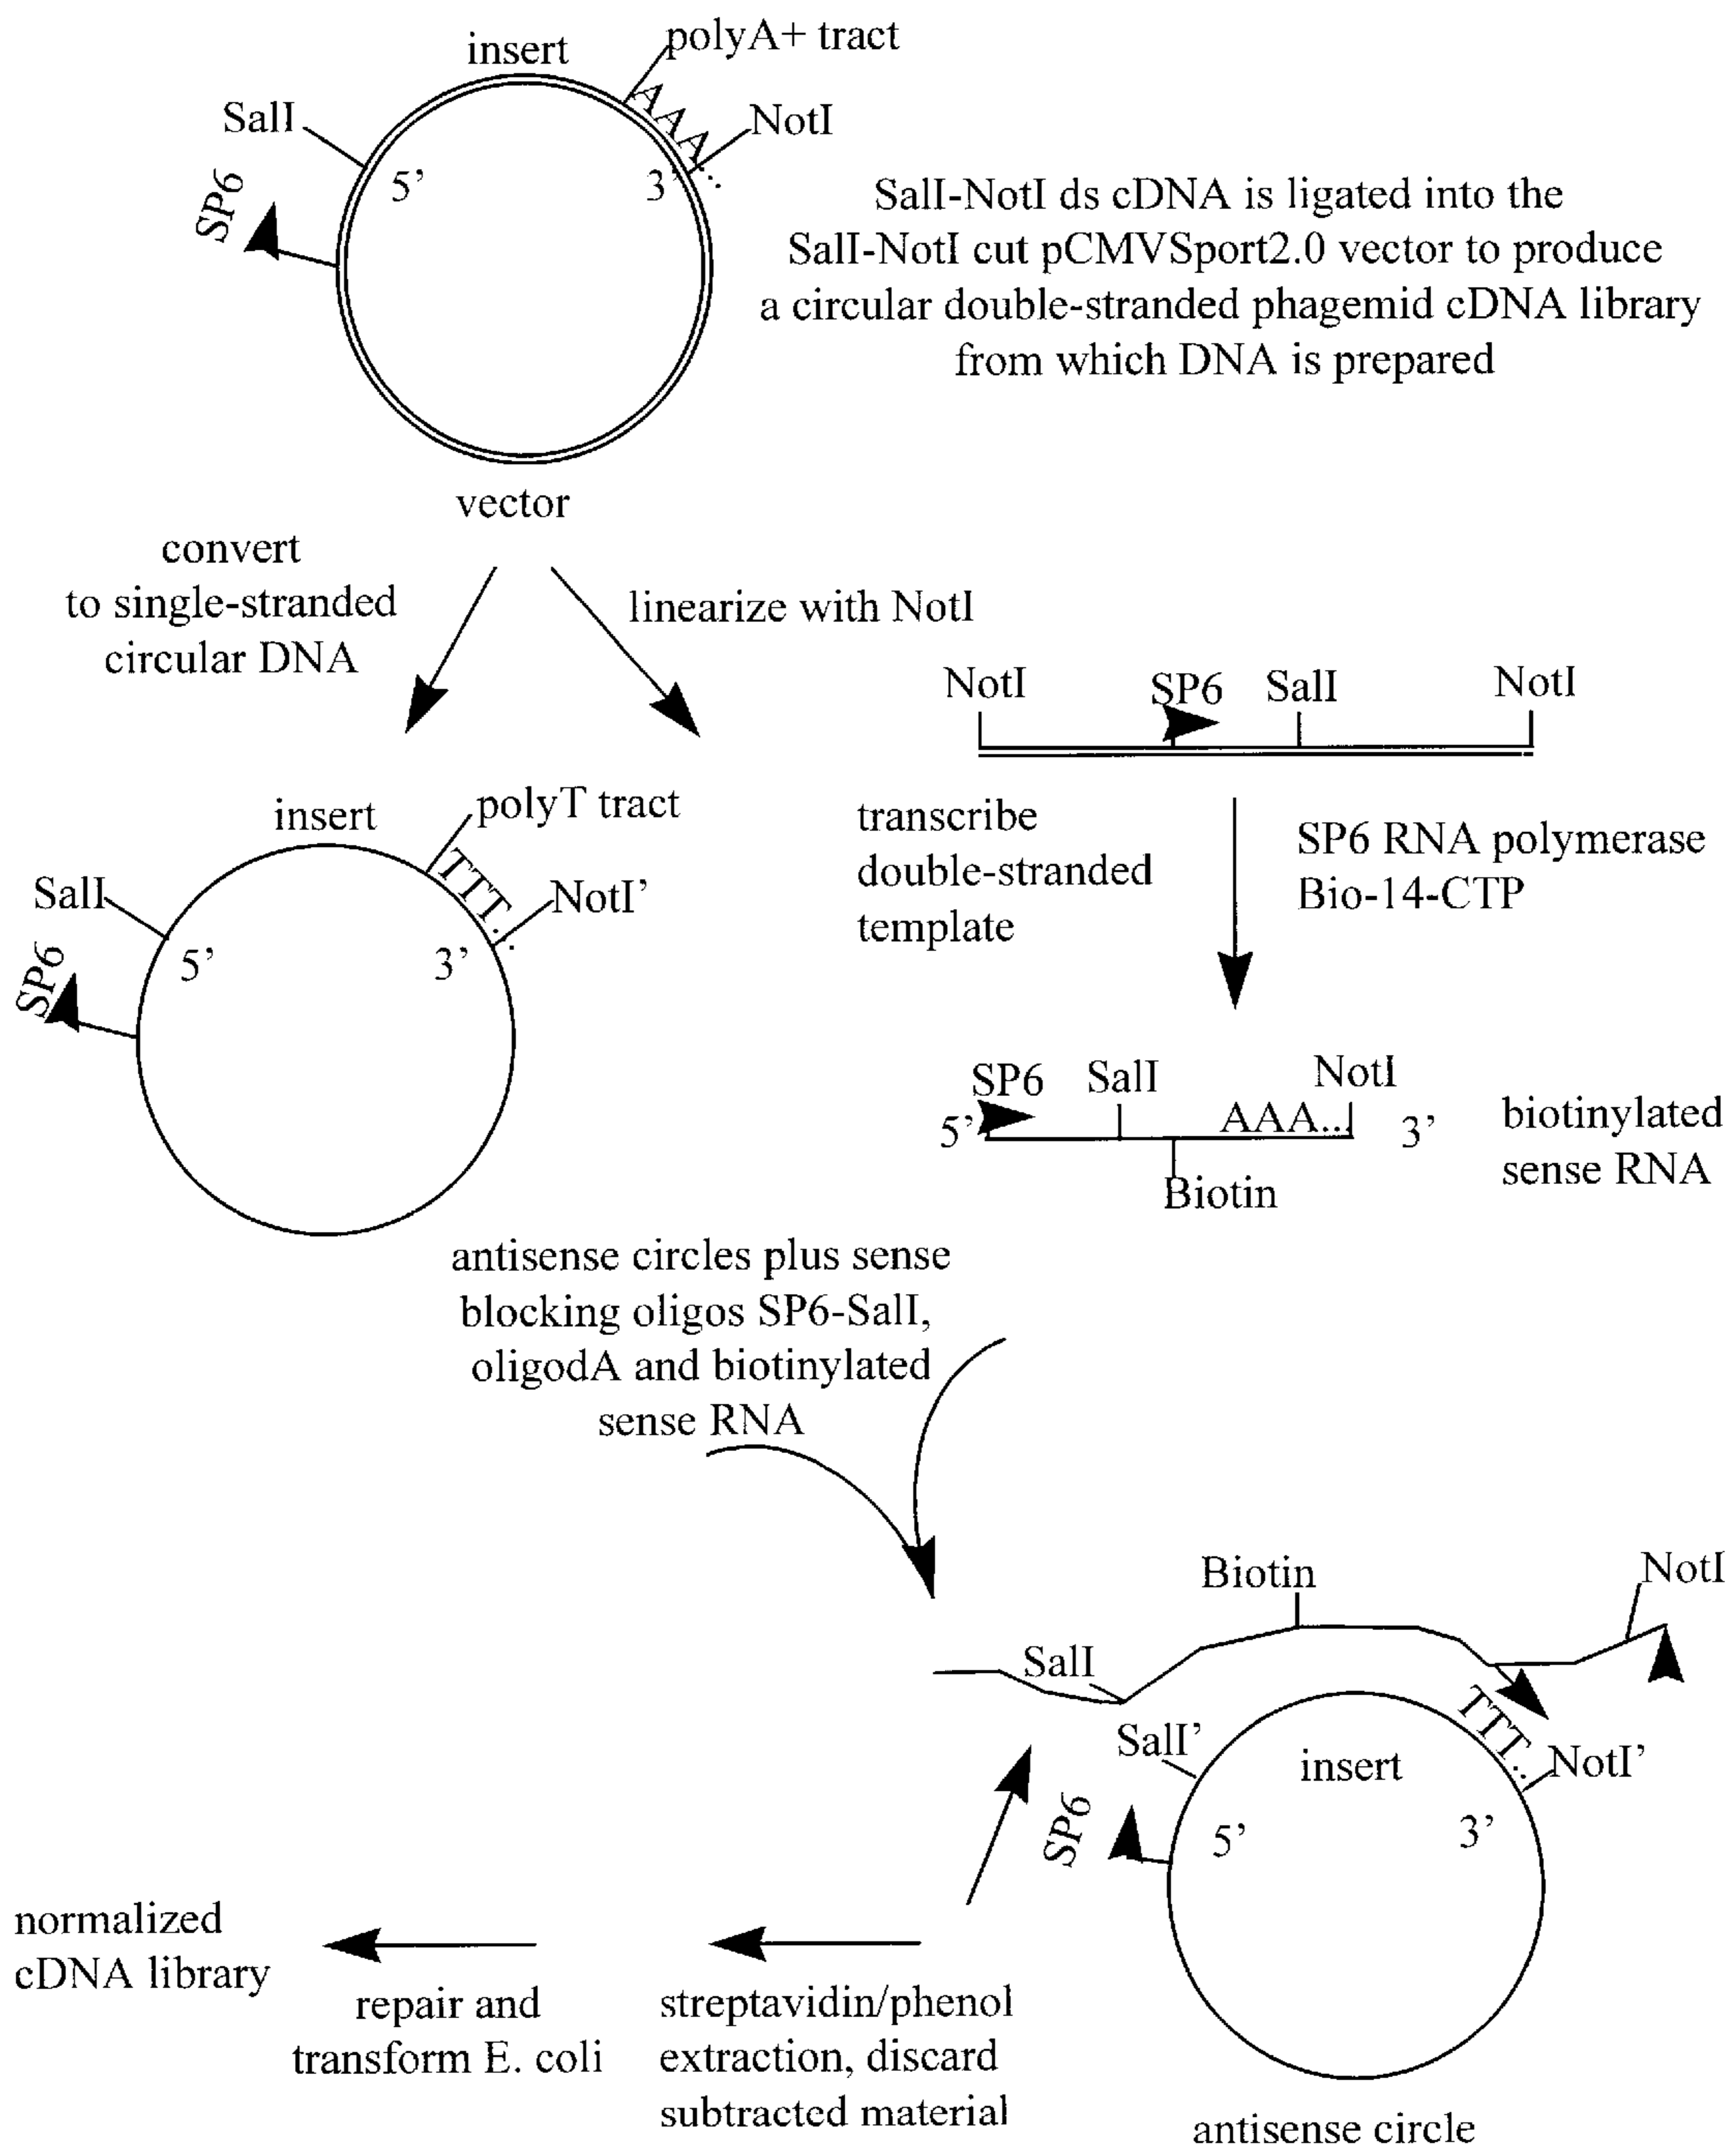 insert
polyA+ tract
AAA...
SalI
NotI
5'
3'
SP6
SalI-NotI ds cDNA is ligated into the
SalI-NotI cut pCMVSport2.0 vector to produce
a circular double-stranded phagemid cDNA library
from which DNA is prepared
vector
convert
to single-stranded
circular DNA
linearize with NotI
NotI
SP6
SalI
NotI
insert
polyT tract
TTT...
SalI
NotI'
5'
3'
SP6
transcribe
double-stranded
template
SP6 RNA polymerase
Bio-14-CTP
SP6
SalI
NotI
5'
AAA...
3'
Biotin
biotinylated
sense RNA
antisense circles plus sense
blocking oligos SP6-SalI,
oligodA and biotinylated
sense RNA
Biotin
NotI
SalI
SalI'
TTT...
insert
NotI'
SP6
5'
3'
antisense circle
streptavidin/phenol
extraction, discard
subtracted material
repair and
transform E. coli
normalized
cDNA library